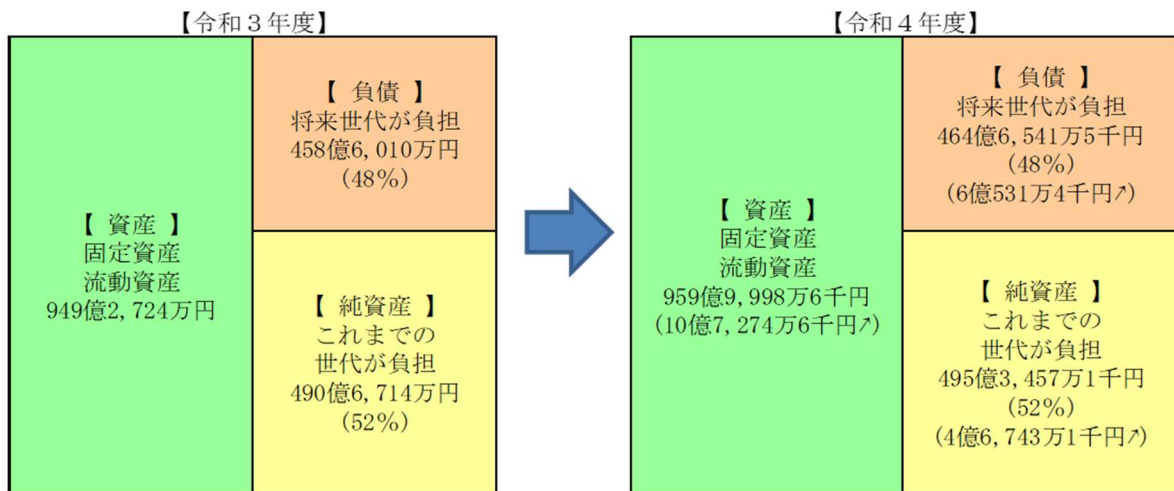 【令和３年度】
【 資産 】
固定資産
流動資産
949億2,724万円
【 負債 】
将来世代が負担
458億6,010万円
(48%)
【 純資産 】
これまでの
世代が負担
490億6,714万円
(52%)
【令和４年度】
【 資産 】
固定資産
流動資産
959億9,998万6千円
(10億7,274万6千円↗)
【 負債 】
将来世代が負担
464億6,541万5千円
(48%)
(6億531万4千円↗)
【 純資産 】
これまでの
世代が負担
495億3,457万1千円
(52%)
(4億6,743万1千円↗)